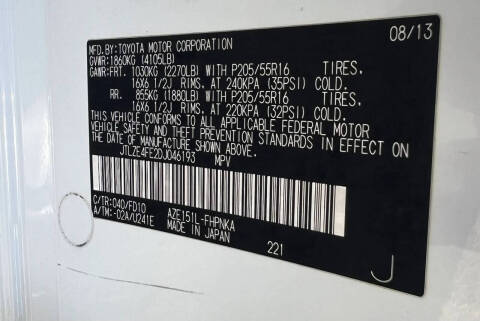 MFD. BY: TOYOTA MOTOR CORPORATION 08/13
GVWR: 1860KG (4105LB)
GAWR: FRT. 1030KG (2270LB) WITH P205/55R16 TIRES,
16X6 1/2J RIMS, AT 240KPA (35PSI) COLD.
RR. 855KG (1880LB) WITH P205/55R16 TIRES,
16X6 1/2J RIMS, AT 220KPA (32PSI) COLD.
THIS VEHICLE CONFORMS TO ALL APPLICABLE FEDERAL MOTOR
VEHICLE SAFETY AND THEFT PREVENTION STANDARDS IN EFFECT ON
THE DATE OF MANUFACTURE SHOWN ABOVE.
JTLZE4FE2DJ046193 MPV
C/TR: 040/FD10 AZE151L-FHPNKA
A/TM: -02A/U241E MADE IN JAPAN
221
J